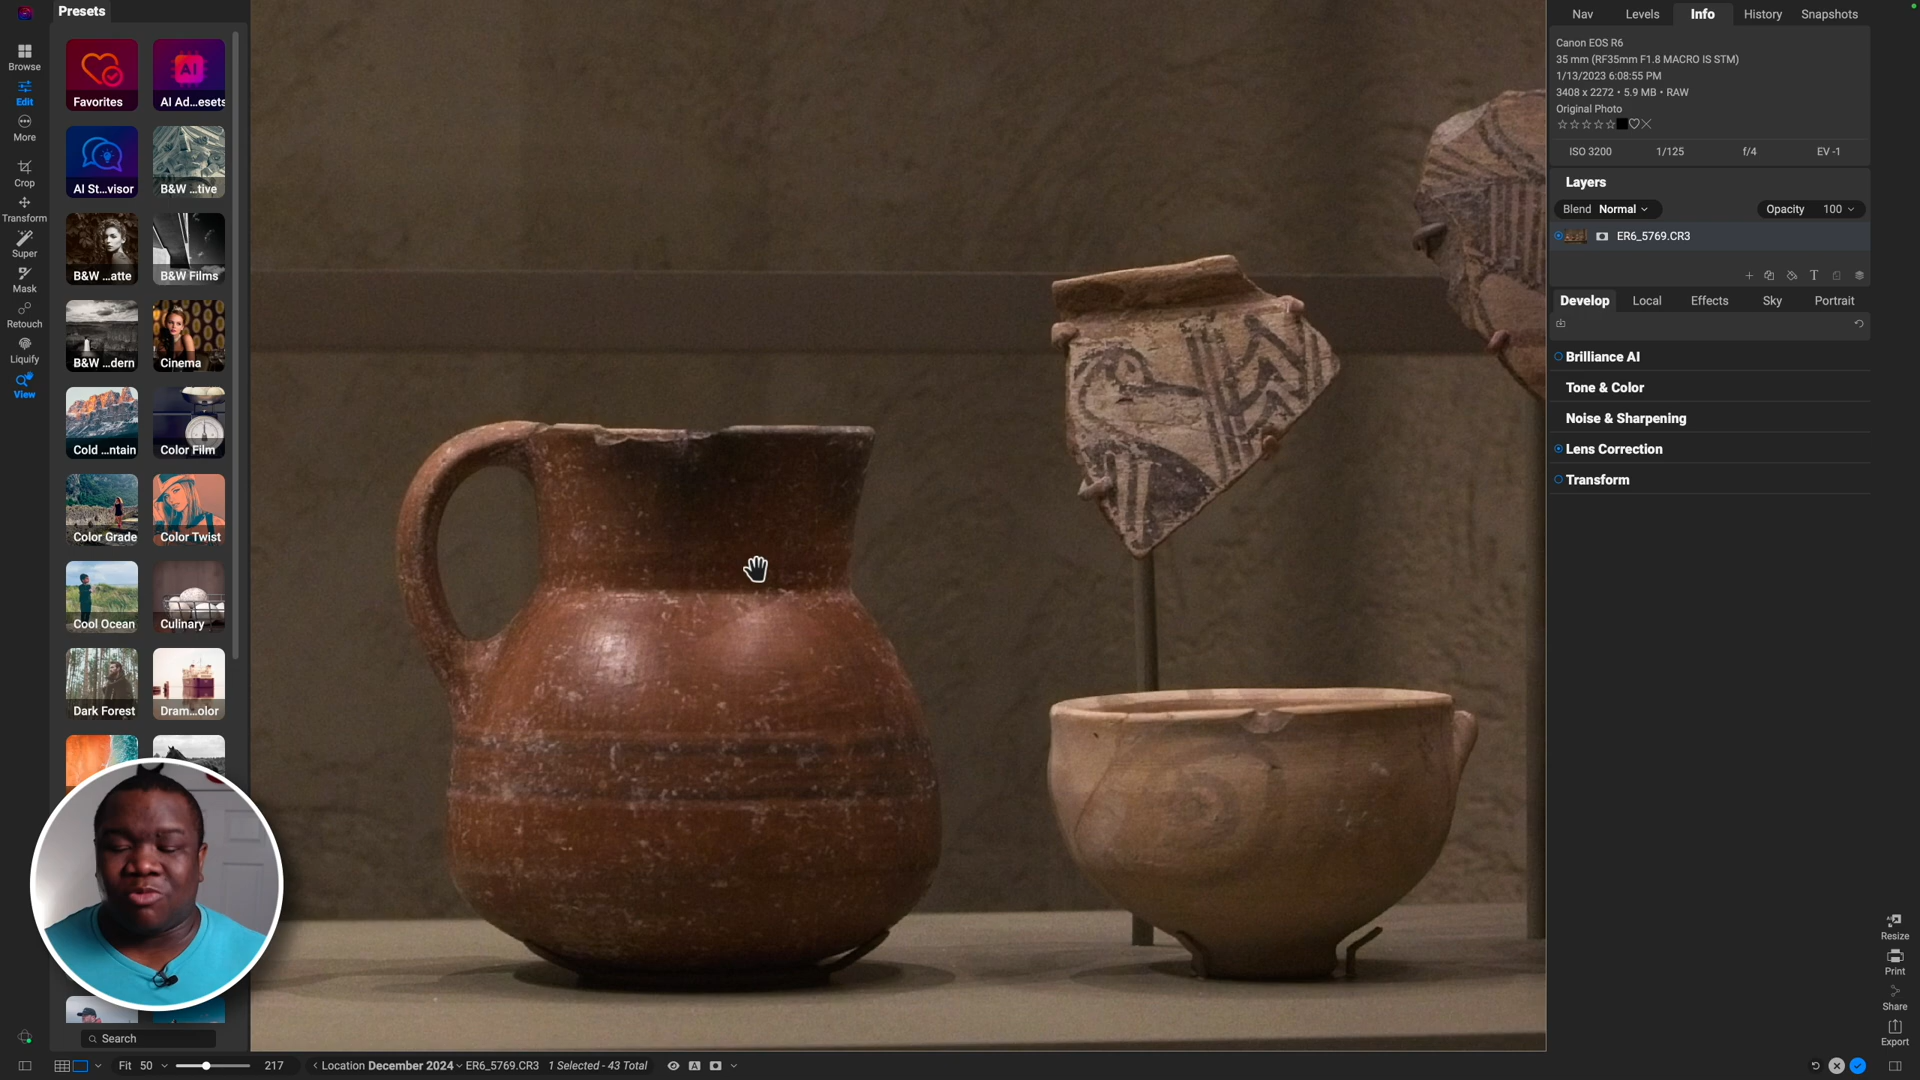 Presets
Favorites
AI Ad...esets
AI St...visor
B&W ...tive
B&W ...atte
B&W Films
B&W ...dern
Cinema
Cold ...ntain
Color Film
Color Grade
Color Twist
Cool Ocean
Culinary
Dark Forest
Dram...olor
Search
Browse
Edit
More
Crop
Transform
Super
Mask
Retouch
Liquify
View
Nav
Levels
Info
History
Snapshots
Canon EOS R6
35 mm (RF35mm F1.8 MACRO IS STM)
1/13/2023 6:08:55 PM
3408 x 2272 • 5.9 MB • RAW
Original Photo
ISO 3200
1/125
f/4
EV -1
Layers
Blend Normal
Opacity 100
ER6_5769.CR3
Develop
Local
Effects
Sky
Portrait
Brilliance AI
Tone & Color
Noise & Sharpening
Lens Correction
Transform
Resize
Print
Share
Export
Fit 50
217
Location December 2024
ER6_5769.CR3
1 Selected - 43 Total